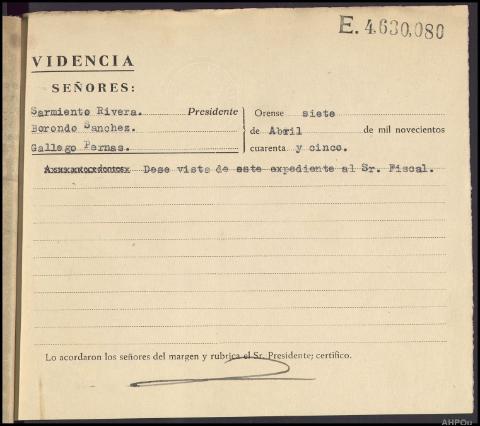 E. 4,630,080
VIDENCIA
SEÑORES:
Sarmiento Rivera. Presidente
Borondo Sanchez.
Gallego Pernas.
Orense siete
de Abril de mil novecientos
cuarenta y cinco.
Dese vista de este expediente al Sr. Fiscal.
Lo acordaron los señores del margen y rubrica el Sr. Presidente; certifico.
AHPOu